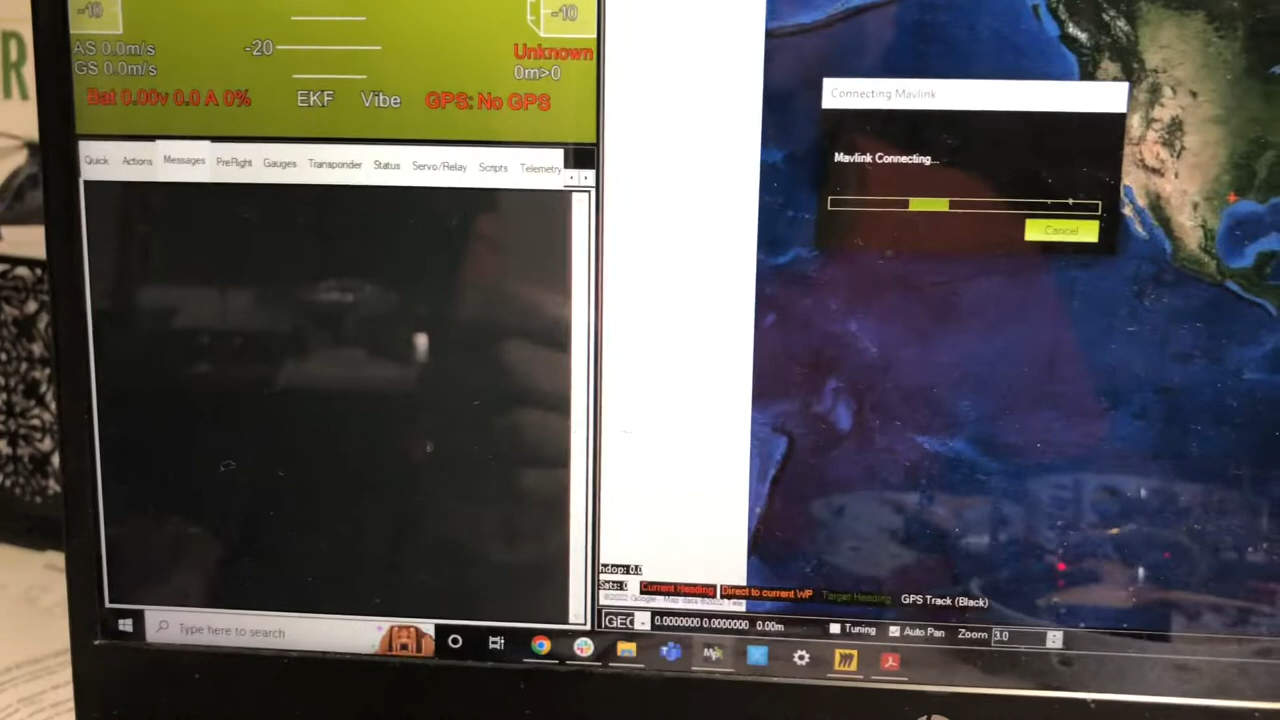 R
-10
-10
AS 0.0m/s
-20
Unknown
GS 0.0m/s
0m>0
Bat 0.00v 0.0 A 0%
EKF
Vibe
GPS: No GPS
Connecting Mavlink
Mavlink Connecting...
Cancel
Quick
Actions
Messages
PreFlight
Gauges
Transponder
Status
Servo/Relay
Scripts
Telemetry
hdop: 0.0
Sats: 0
Current Heading
Direct to current WP
Target Heading
GPS Track (Black)
GEO
0.0000000 0.0000000 0.00m
Tuning
Auto Pan
Zoom
3.0
Type here to search